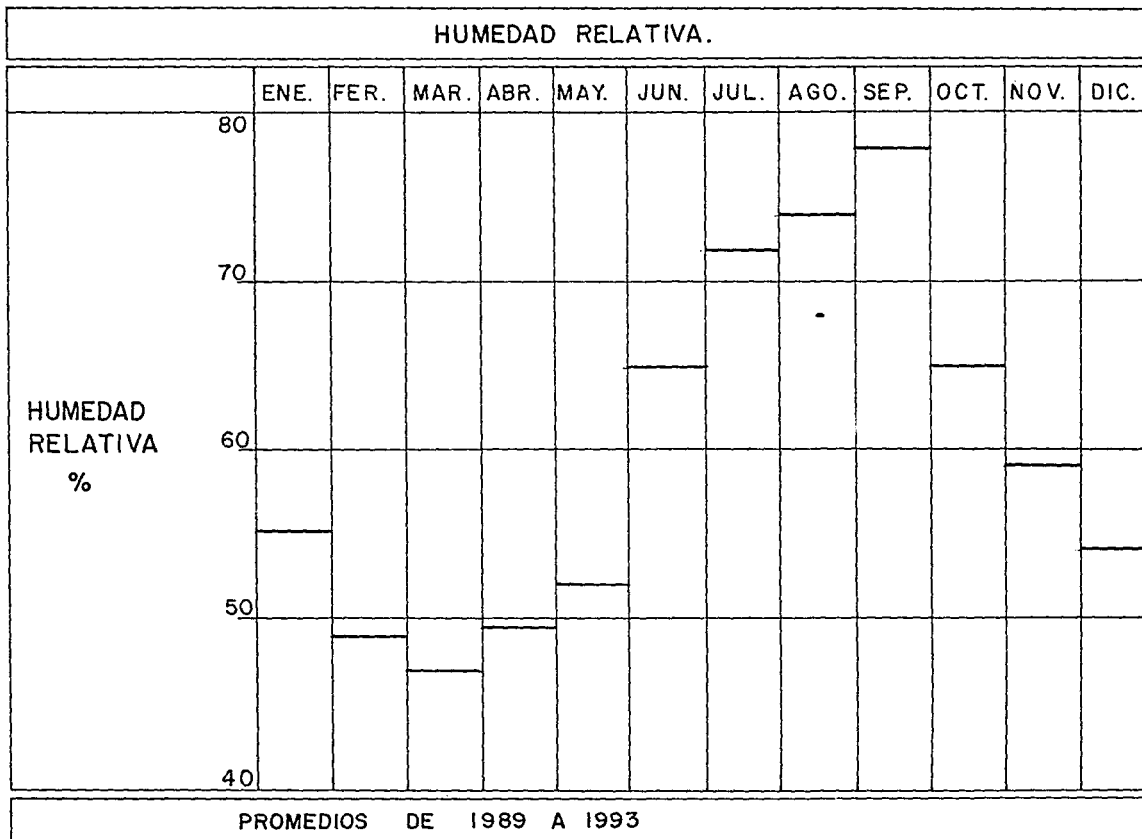 HUMEDAD RELATIVA.
ENE. FER. MAR. ABR. MAY. JUN. JUL. AGO. SEP. OCT. NOV. DIC.
80
70
60
HUMEDAD
RELATIVA
%
50
40
PROMEDIOS DE 1989 A 1993